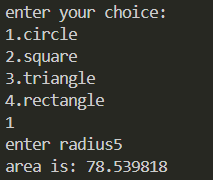 enter your choice:
1.circle
2.square
3.triangle
4.rectangle
1
enter radius5
area is: 78.539818